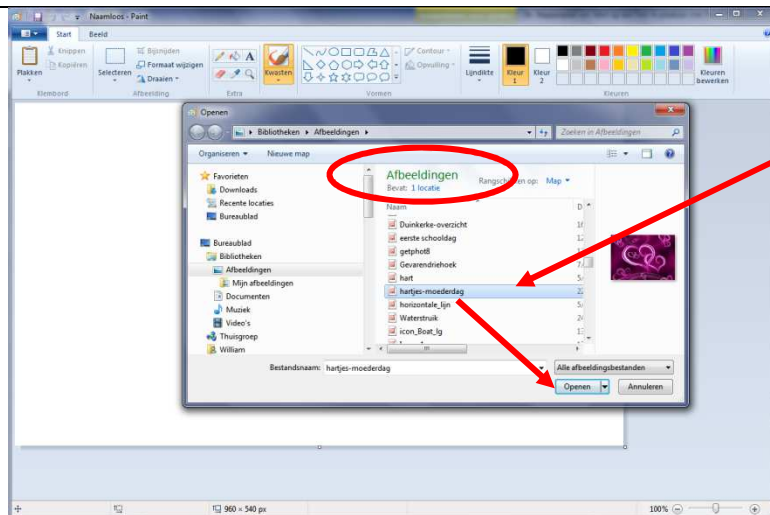 Naamloos - Paint
Start Beeld
Plakken
Knippen
Kopiëren
Klembord
Selecteren
Bijsnijden
Formaat wijzigen
Draaien
Afbeelding
A
Extra
Kwasten
Contour
Opvulling
Vormen
Lijndikte
Kleur 1
Kleur 2
Kleuren bewerken
Kleuren
Openen
Bibliotheken Afbeeldingen
Zoeken in Afbeeldingen
Organiseren Nieuwe map
Favorieten
Downloads
Recente locaties
Bureaublad
Bureaublad
Bibliotheken
Afbeeldingen
Mijn afbeeldingen
Documenten
Muziek
Video's
Thuisgroep
William
Afbeeldingen
Bevat: 1 locatie
Rangschikken op: Map
Naam D
Duinkerke-overzicht
eerste schooldag
getphot8
Gevarendriehoek
hart
hartjes-moederdag
horizontale_lijn
Waterstruik
icon_Boat_lg
Bestandsnaam: hartjes-moederdag
Alle afbeeldingsbestanden
Openen Annuleren
960 × 540 px
100%